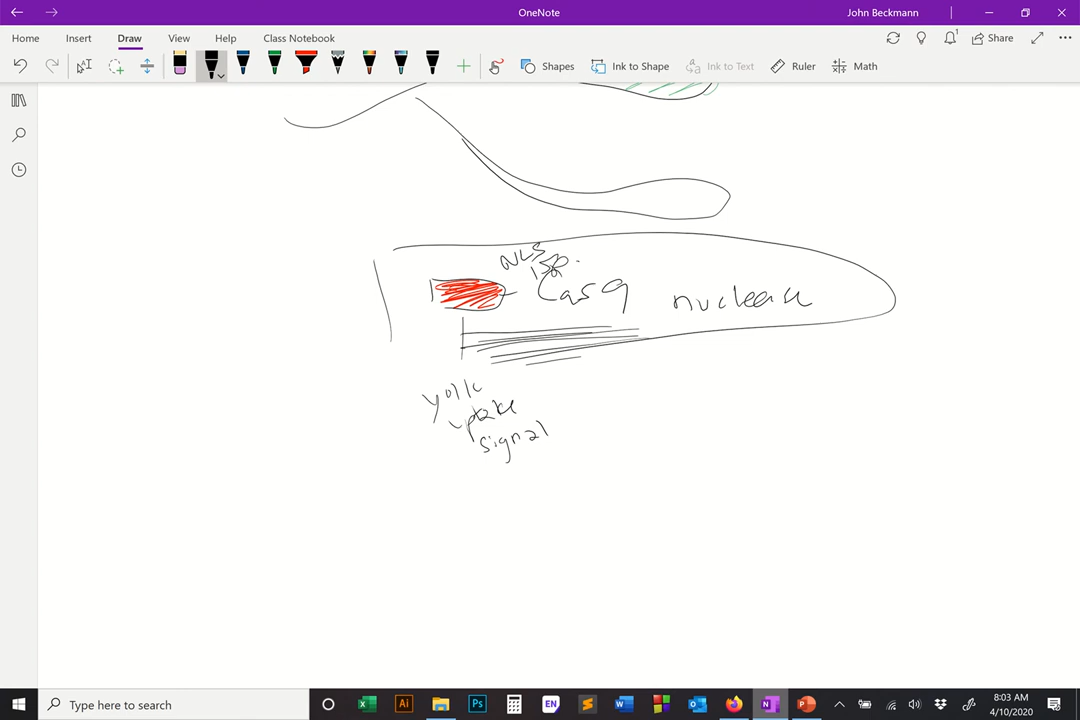 OneNote
John Beckmann
Home Insert Draw View Help Class Notebook
Share
Shapes Ink to Shape Ink to Text Ruler Math
NLS
Cas9 nuclease
yolk
uptake
signal
Type here to search
8:03 AM
4/10/2020